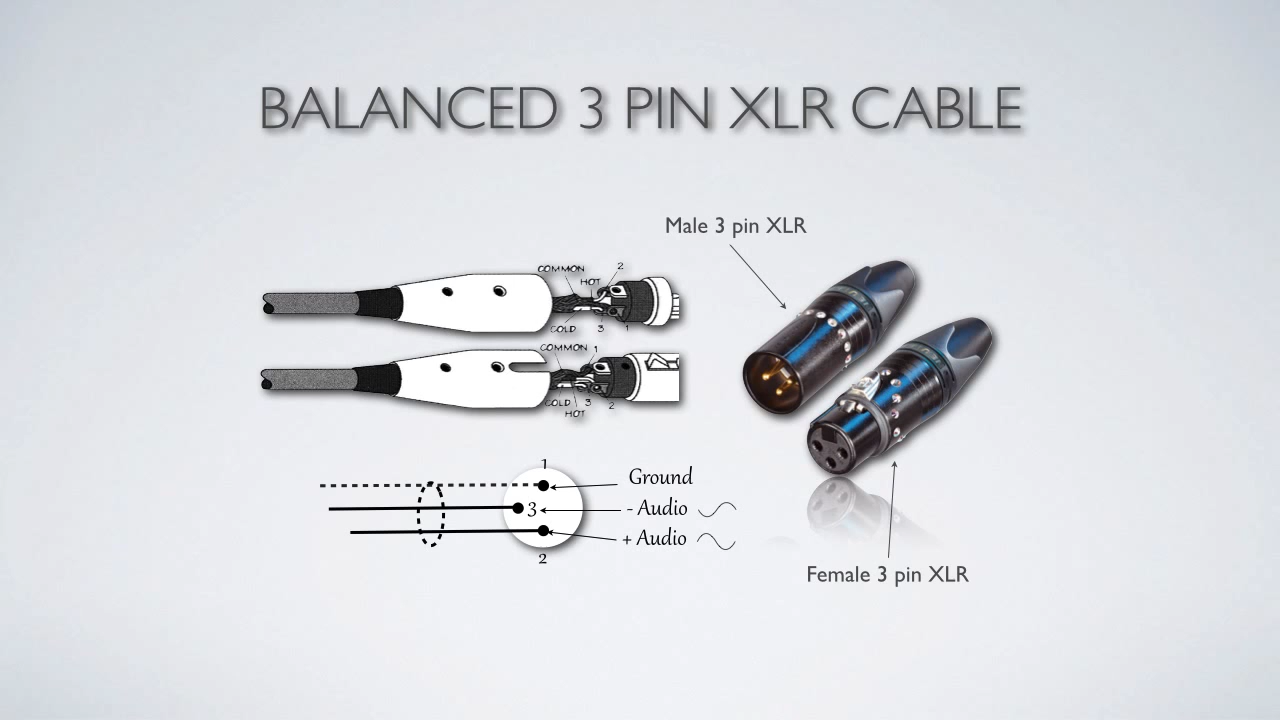 BALANCED 3 PIN XLR CABLE
Male 3 pin XLR
COMMON
HOT
2
COLD
3
1
COMMON
1
COLD
3
HOT
2
1
Ground
3
- Audio
+ Audio
2
Female 3 pin XLR